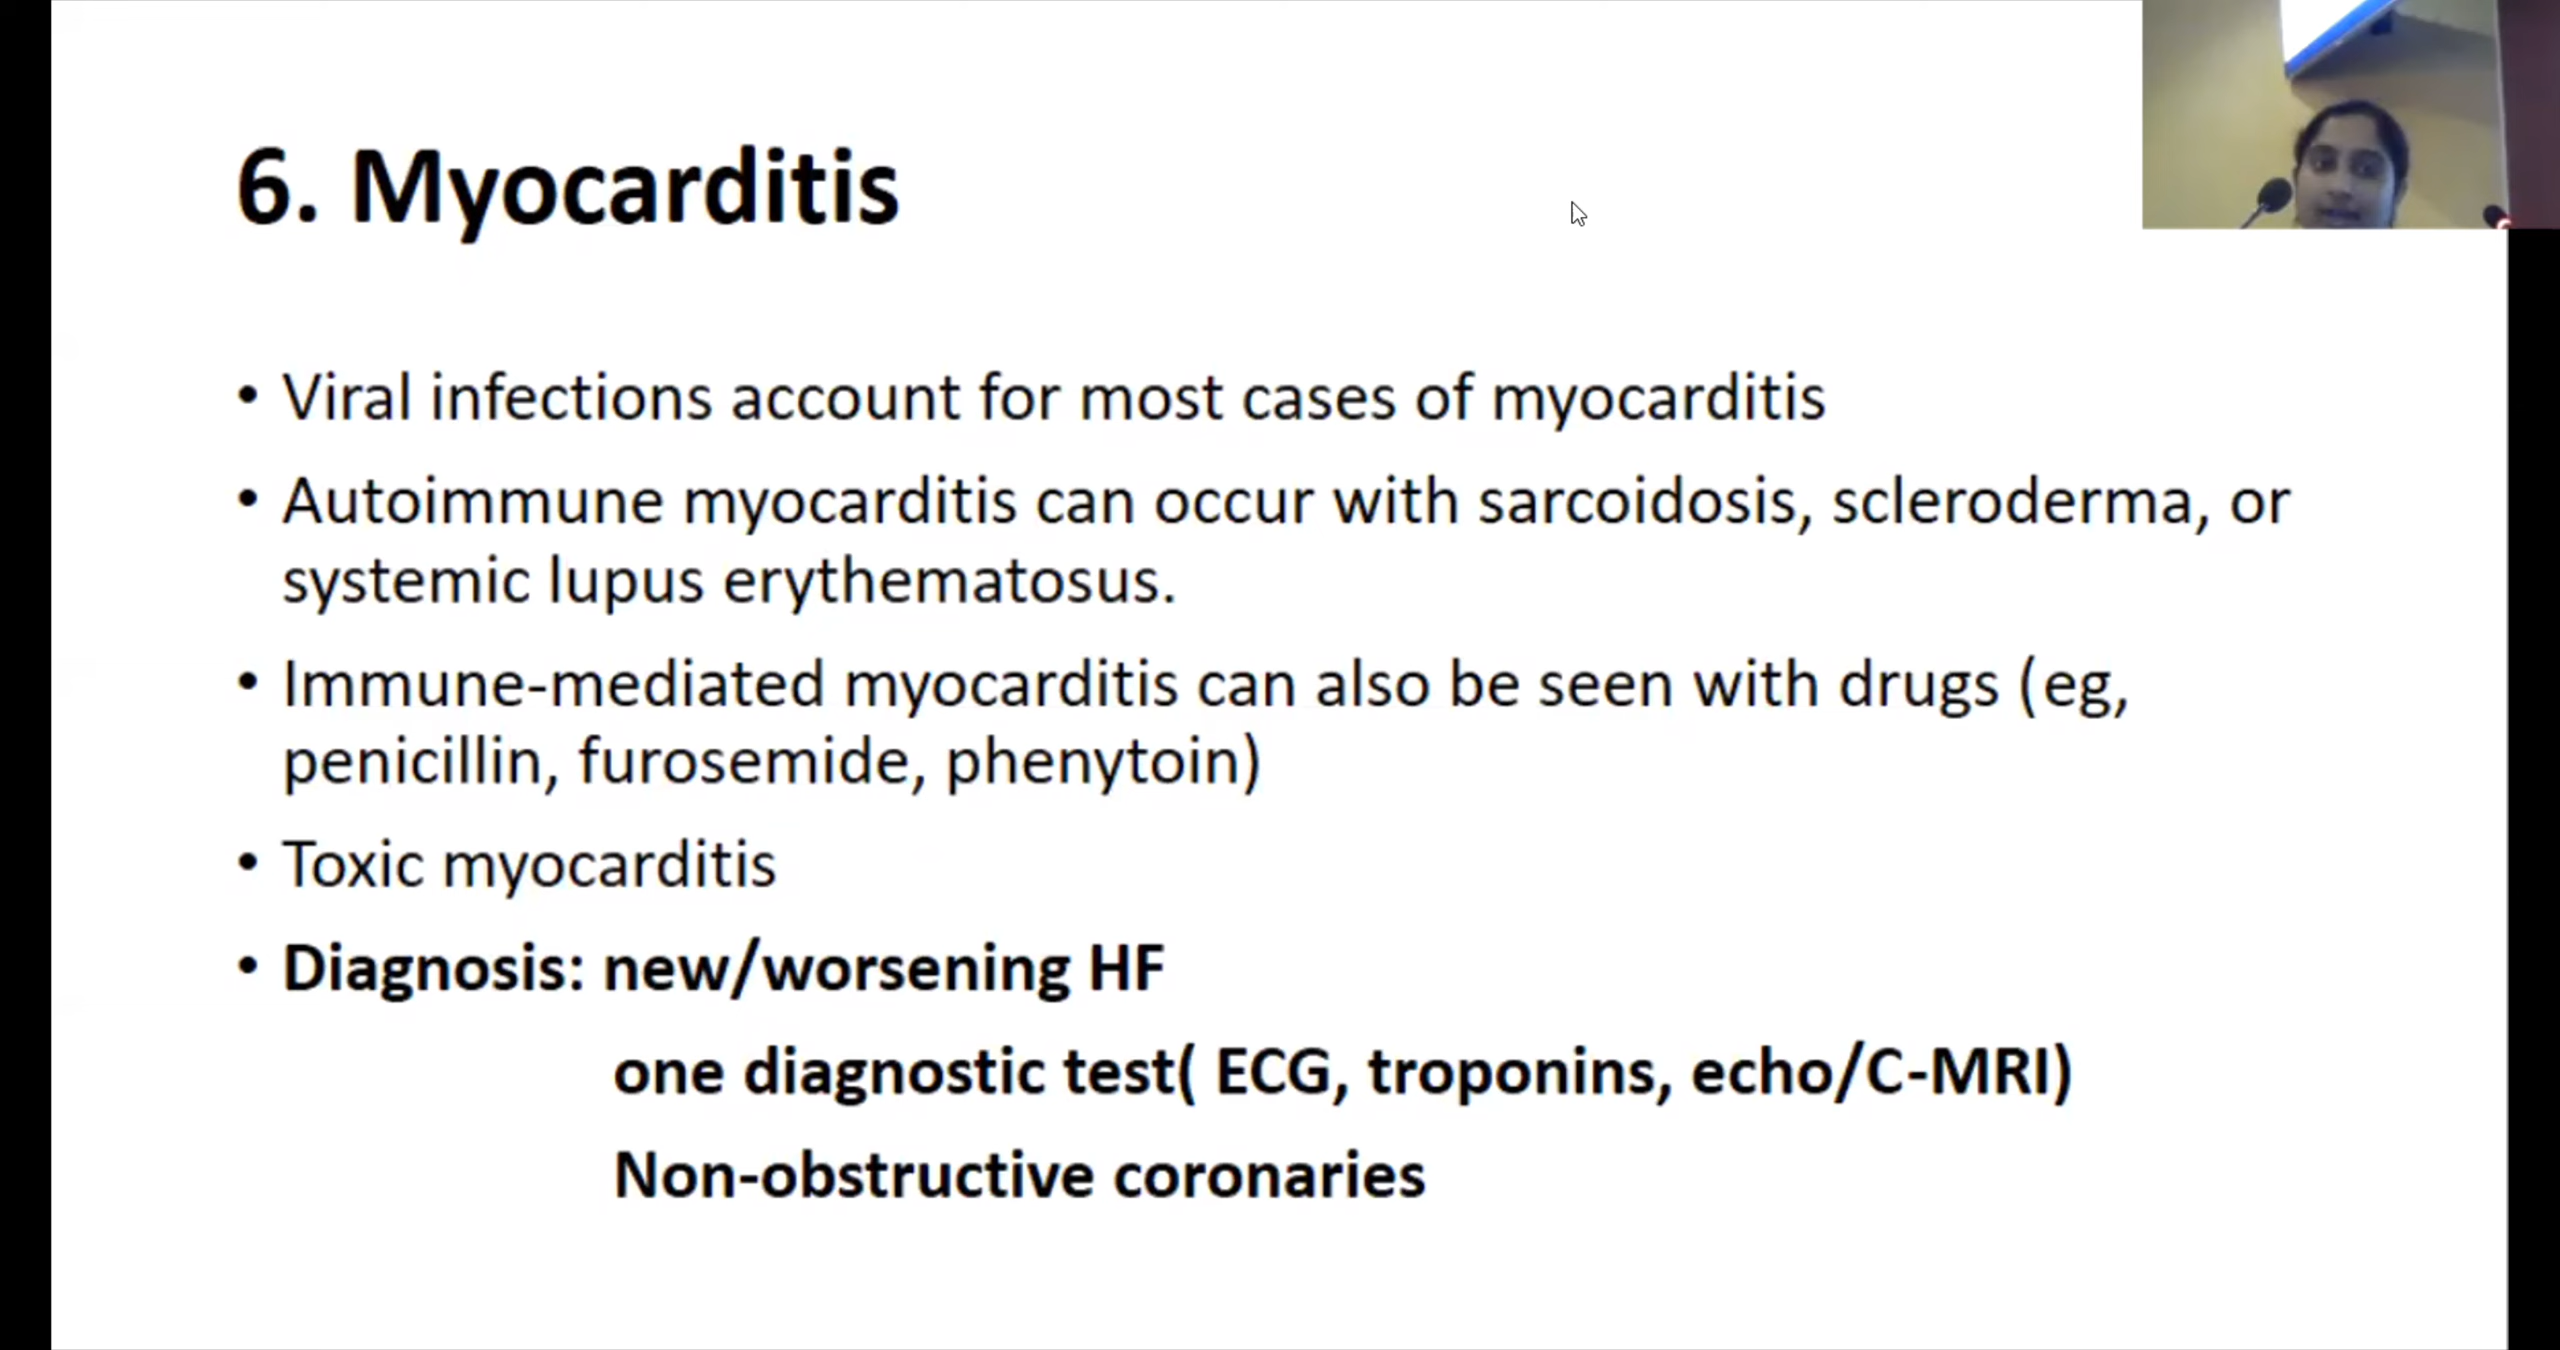 6. Myocarditis
• Viral infections account for most cases of myocarditis
• Autoimmune myocarditis can occur with sarcoidosis, scleroderma, or
systemic lupus erythematosus.
• Immune-mediated myocarditis can also be seen with drugs (eg,
penicillin, furosemide, phenytoin)
• Toxic myocarditis
• Diagnosis: new/worsening HF
one diagnostic test( ECG, troponins, echo/C-MRI)
Non-obstructive coronaries